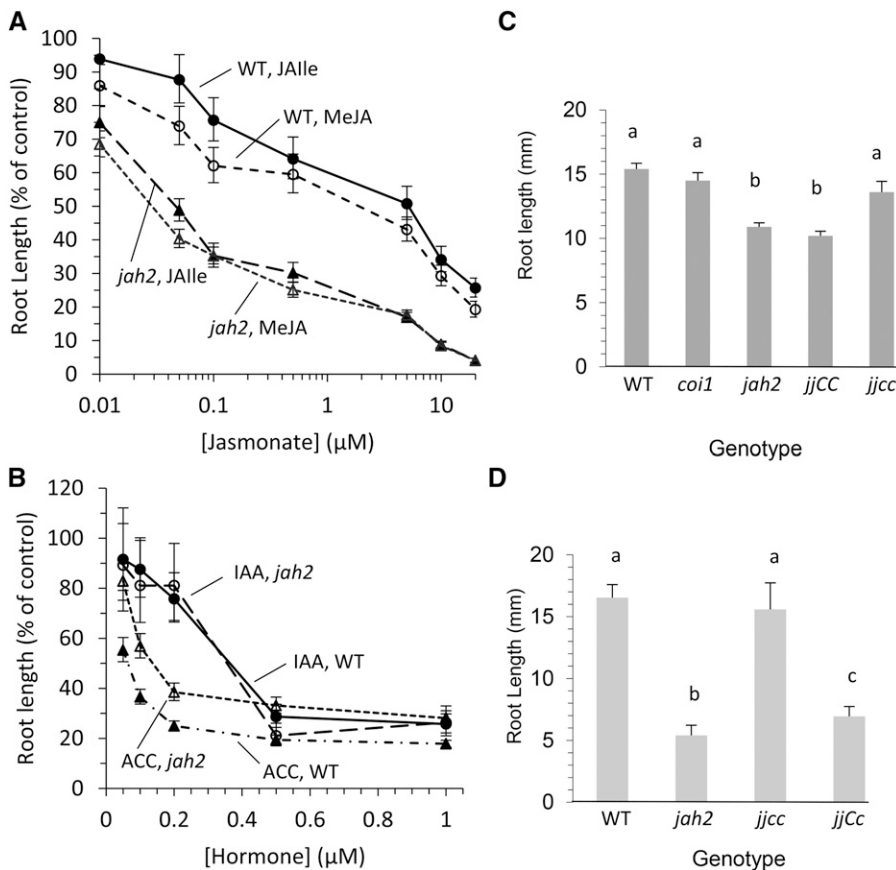 A
100
90
80
70
60
50
40
30
20
10
0
Root Length (% of control)
WT, JAIle
WT, MeJA
jah2, JAIle
jah2, MeJA
0.01 0.1 1 10
[Jasmonate] (µM)
B
120
100
80
60
40
20
0
Root length (% of control)
IAA, jah2
IAA, WT
ACC, jah2
ACC, WT
0 0.2 0.4 0.6 0.8 1
[Hormone] (µM)
C
20
15
10
5
0
Root length (mm)
a a b b a
WT coi1 jah2 jjCC jjcc
Genotype
D
20
15
10
5
0
Root Length (mm)
a b a c
WT jah2 jjcc jjCc
Genotype